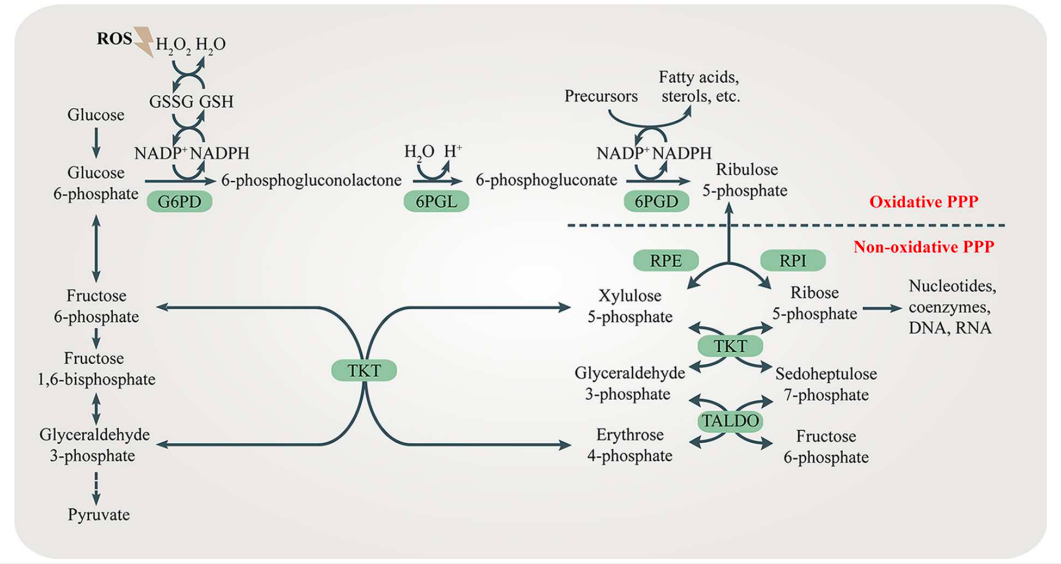 ROS
H2O2 H2O
GSSG GSH
Glucose
NADP+ NADPH
Glucose
6-phosphate
G6PD
6-phosphogluconolactone
H2O H+
6PGL
6-phosphogluconate
Precursors
Fatty acids,
sterols, etc.
NADP+ NADPH
6PGD
Ribulose
5-phosphate
Oxidative PPP
Non-oxidative PPP
RPE
RPI
Fructose
6-phosphate
Xylulose
5-phosphate
Ribose
5-phosphate
Nucleotides,
coenzymes,
DNA, RNA
TKT
Fructose
1,6-bisphosphate
TKT
Glyceraldehyde
3-phosphate
Sedoheptulose
7-phosphate
TALDO
Glyceraldehyde
3-phosphate
Erythrose
4-phosphate
Fructose
6-phosphate
Pyruvate